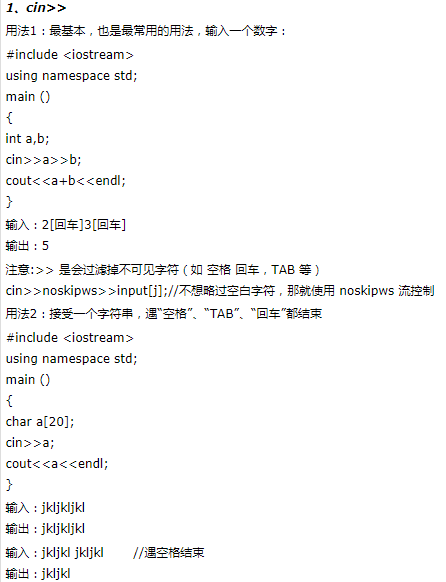 1、cin>>
用法1：最基本，也是最常用的用法，输入一个数字：
#include <iostream>
using namespace std;
main ()
{
int a,b;
cin>>a>>b;
cout<<a+b<<endl;
}
输入：2[回车]3[回车]
输出：5
注意:>> 是会过滤掉不可见字符（如 空格 回车，TAB 等）
cin>>noskipws>>input[j];//不想略过空白字符，那就使用 noskipws 流控制
用法2：接受一个字符串，遇“空格”、“TAB”、“回车”都结束
#include <iostream>
using namespace std;
main ()
{
char a[20];
cin>>a;
cout<<a<<endl;
}
输入：jkljkljkl
输出：jkljkljkl
输入：jkljkl jkljkl //遇空格结束
输出：jkljkl